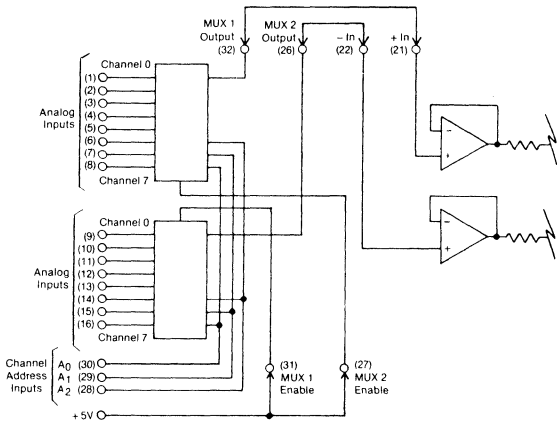 MUX 1 Output (32)
MUX 2 Output (26)
– In (22)
+ In (21)
Channel 0
Analog Inputs
(1)
(2)
(3)
(4)
(5)
(6)
(7)
(8)
Channel 7
–
+
–
+
Channel 0
Analog Inputs
(9)
(10)
(11)
(12)
(13)
(14)
(15)
(16)
Channel 7
Channel Address Inputs
A0 (30)
A1 (29)
A2 (28)
+ 5V
(31) MUX 1 Enable
(27) MUX 2 Enable